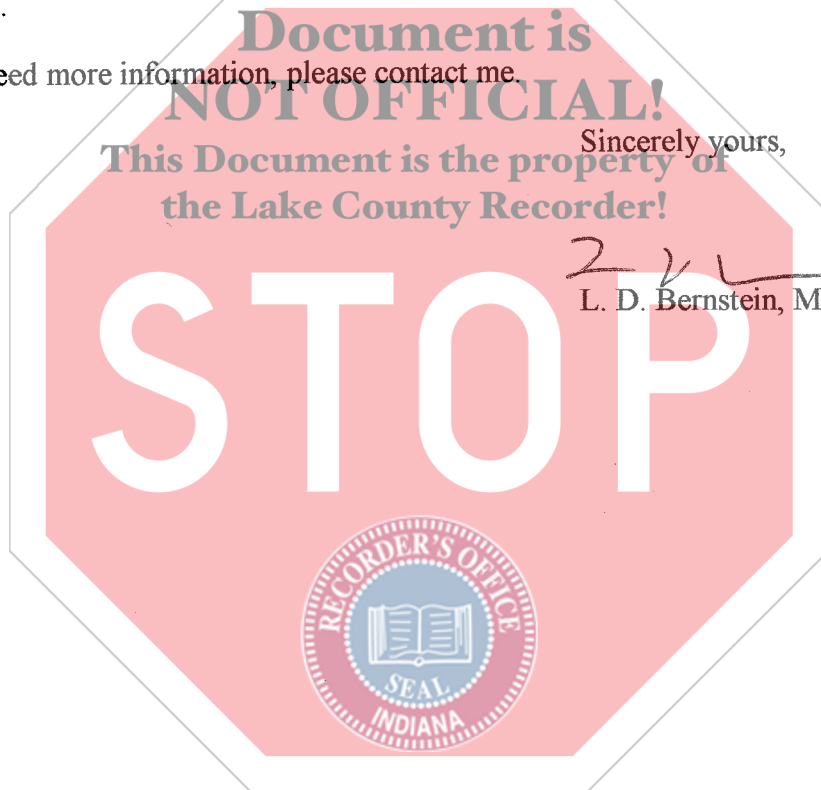 Document is
eed more information, please contact me.
NOT OFFICIAL!
Sincerely yours,
This Document is the property of
the Lake County Recorder!
L. D. Bernstein, M
STOP
RECORDER'S OFFICE
SEAL
INDIANA